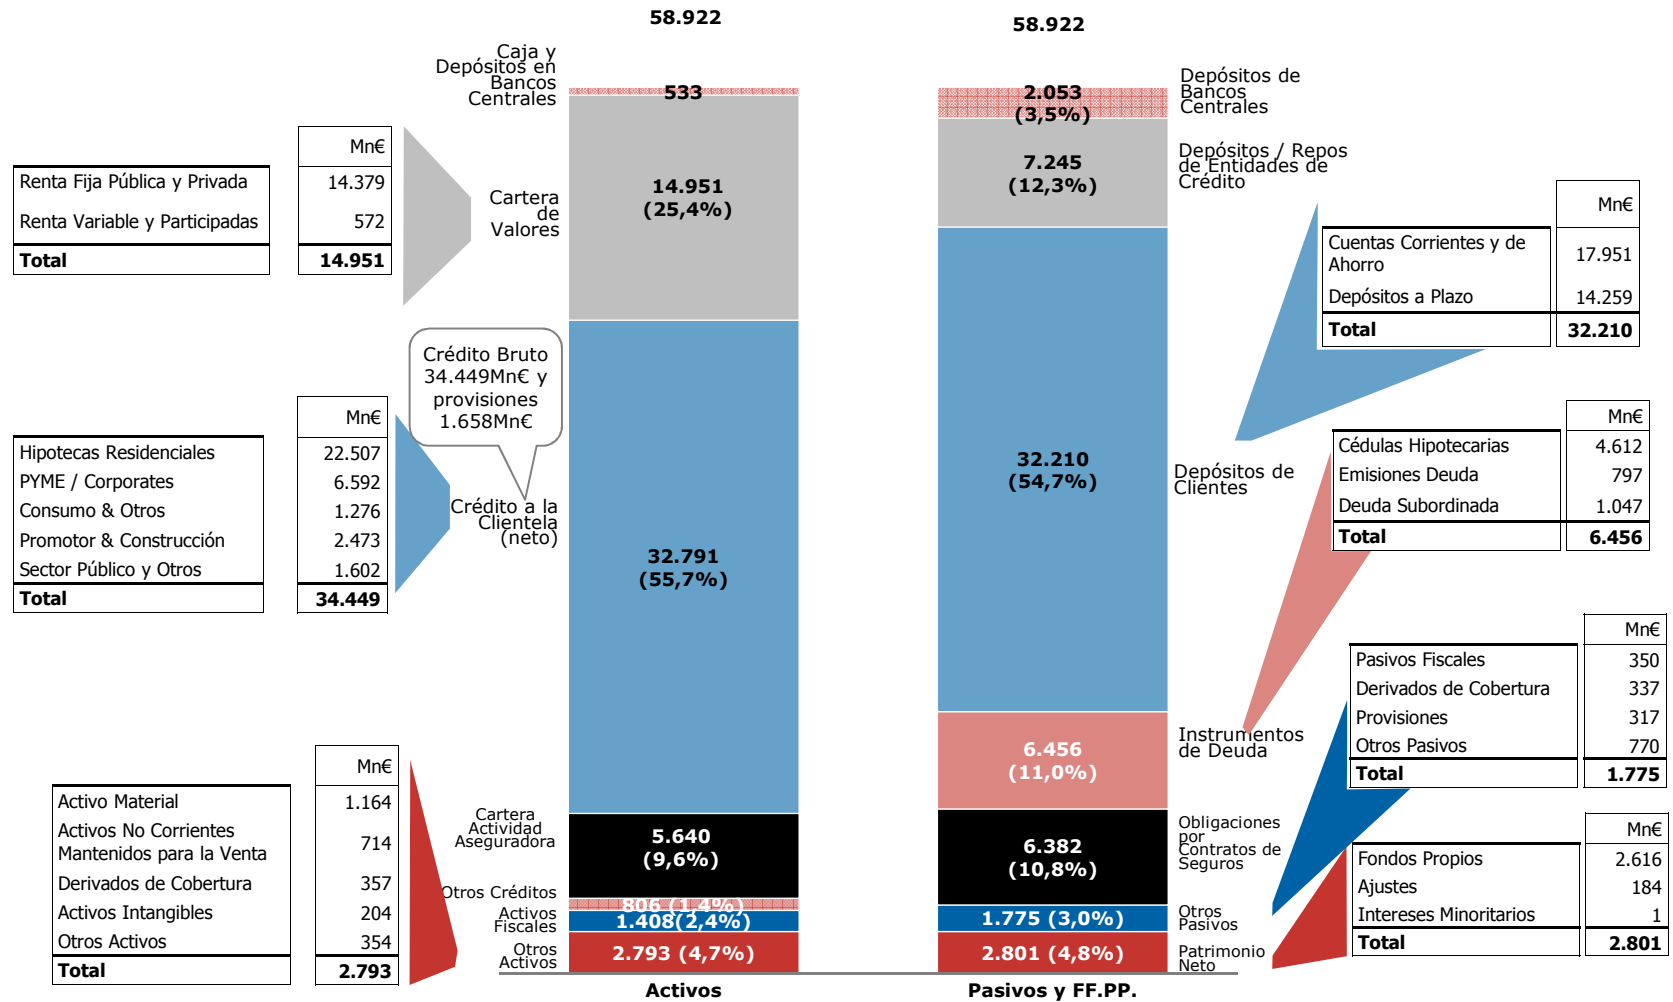 58.922
58.922
Caja y
Depósitos en
Bancos
Centrales
533
2.053
(3,5%)
Depósitos de
Bancos
Centrales
Mn€
Renta Fija Pública y Privada 14.379
Renta Variable y Participadas 572
Total 14.951
Cartera
de
Valores
14.951
(25,4%)
7.245
(12,3%)
Depósitos / Repos
de Entidades de
Crédito
Mn€
Cuentas Corrientes y de
Ahorro 17.951
Depósitos a Plazo 14.259
Total 32.210
Crédito Bruto
34.449Mn€ y
provisiones
1.658Mn€
Mn€
Hipotecas Residenciales 22.507
PYME / Corporates 6.592
Consumo & Otros 1.276
Promotor & Construcción 2.473
Sector Público y Otros 1.602
Total 34.449
Crédito a la
Clientela
(neto)
32.791
(55,7%)
32.210
(54,7%)
Depósitos de
Clientes
Mn€
Cédulas Hipotecarias 4.612
Emisiones Deuda 797
Deuda Subordinada 1.047
Total 6.456
6.456
(11,0%)
Instrumentos
de Deuda
Mn€
Pasivos Fiscales 350
Derivados de Cobertura 337
Provisiones 317
Otros Pasivos 770
Total 1.775
Mn€
Activo Material 1.164
Activos No Corrientes
Mantenidos para la Venta 714
Derivados de Cobertura 357
Activos Intangibles 204
Otros Activos 354
Total 2.793
Cartera
Actividad
Aseguradora
5.640
(9,6%)
6.382
(10,8%)
Obligaciones
por
Contratos de
Seguros
Mn€
Fondos Propios 2.616
Ajustes 184
Intereses Minoritarios 1
Total 2.801
Otros Créditos
806 (1,4%)
Activos
Fiscales
1.408(2,4%)
1.775 (3,0%)
Otros
Pasivos
Otros
Activos
2.793 (4,7%)
2.801 (4,8%)
Patrimonio
Neto
Activos
Pasivos y FF.PP.